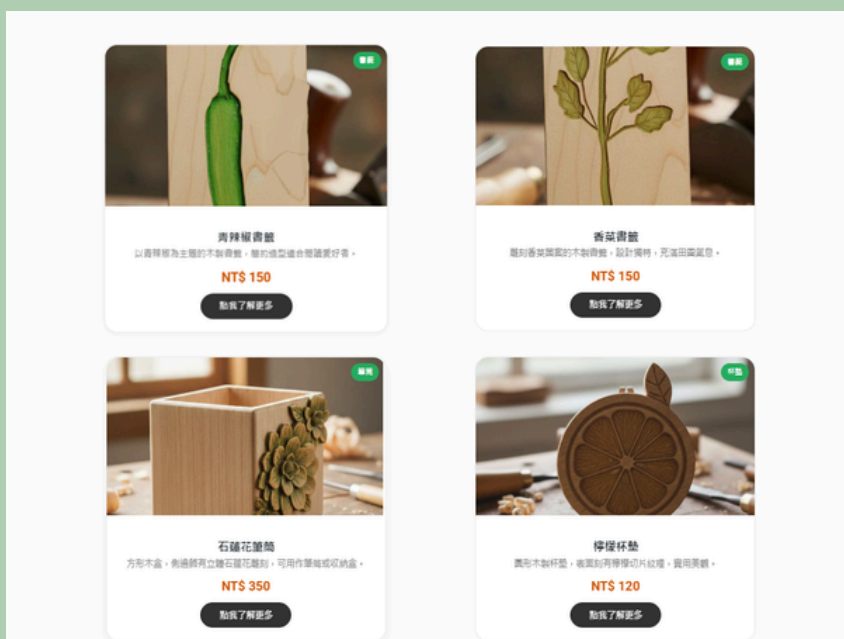 書籤
青辣椒書籤
以青辣椒為主題的木製書籤，簡約造型適合閱讀愛好者。
NT$ 150
點我了解更多
書籤
香菜書籤
雕刻香菜圖案的木製書籤，設計獨特，充滿田園氣息。
NT$ 150
點我了解更多
筆筒
石蓮花筆筒
方形木盒，側邊飾有立體石蓮花雕刻，可用作筆筒或收納盒。
NT$ 350
點我了解更多
杯墊
檸檬杯墊
圓形木製杯墊，表面刻有檸檬切片紋理，實用美觀。
NT$ 120
點我了解更多